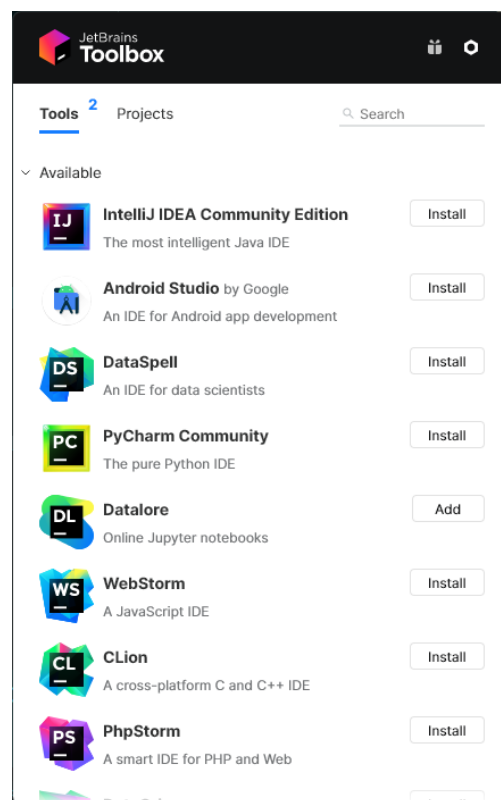 JetBrains
Toolbox
Tools 2 Projects Search
Available
IJ IntelliJ IDEA Community Edition Install
The most intelligent Java IDE
Android Studio by Google Install
An IDE for Android app development
DS DataSpell Install
An IDE for data scientists
PC PyCharm Community Install
The pure Python IDE
DL Datalore Add
Online Jupyter notebooks
WS WebStorm Install
A JavaScript IDE
CL CLion Install
A cross-platform C and C++ IDE
PS PhpStorm Install
A smart IDE for PHP and Web